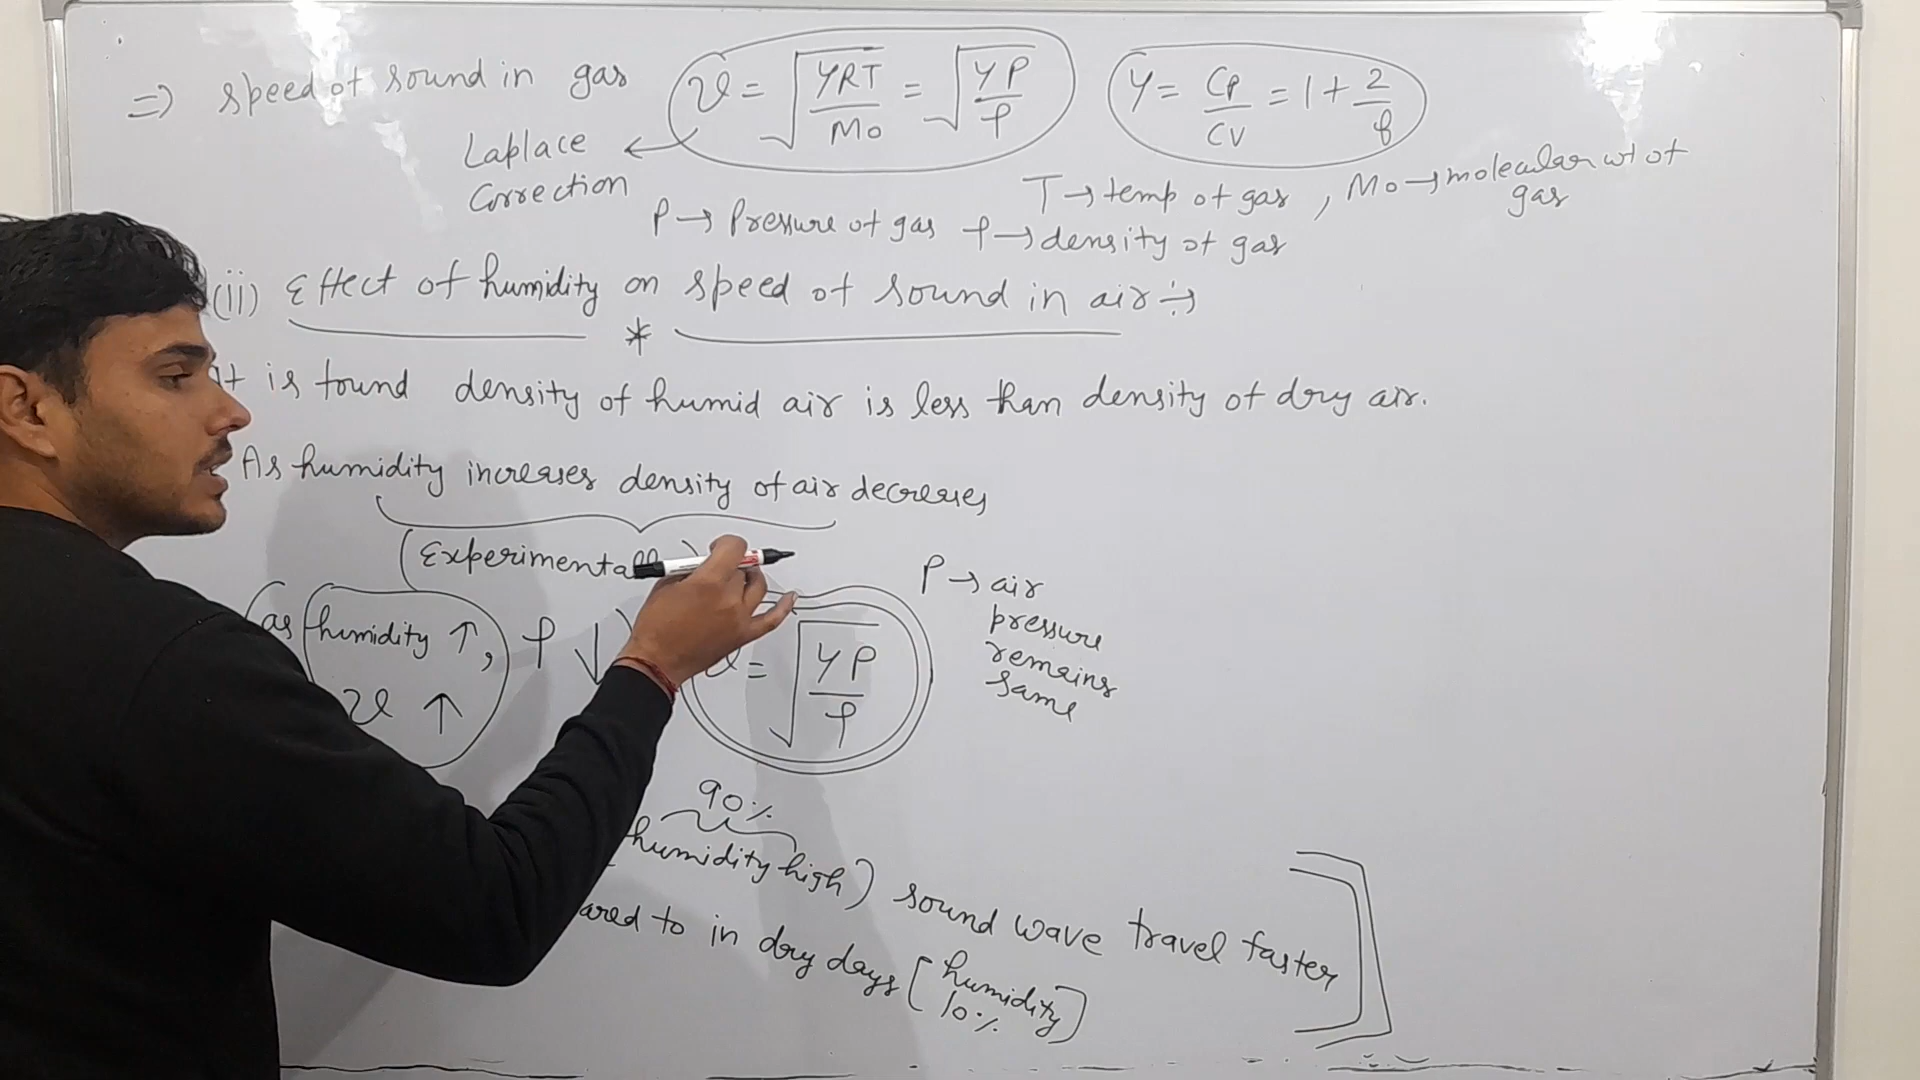 => speed of sound in gas v = √(γRT/Mo) = √(γP/ρ) γ = Cp/Cv = 1 + 2/f
Laplace
Correction
T → temp of gas , Mo → molecular wt of
gas
P → Pressure of gas ρ → density of gas
(ii) Effect of humidity on speed of sound in air :→
*
It is found density of humid air is less than density of dry air.
As humidity increases density of air decreases
(Experimentally)
(as humidity ↑, ρ ↓)
v ↑
v = √(γP/ρ)
P → air
pressure
remains
same
90%
(humidity high) sound wave travel faster
ared to in dry days [humidity
10%]